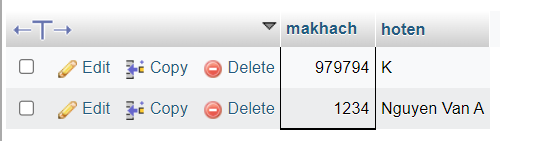 makhach hoten
Edit Copy Delete 979794 K
Edit Copy Delete 1234 Nguyen Van A